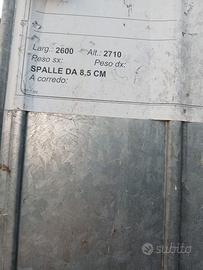 Larg.: 2600 Alt.: 2710
Peso sx: Peso dx:
SPALLE DA 8,5 CM
A corredo:
subito